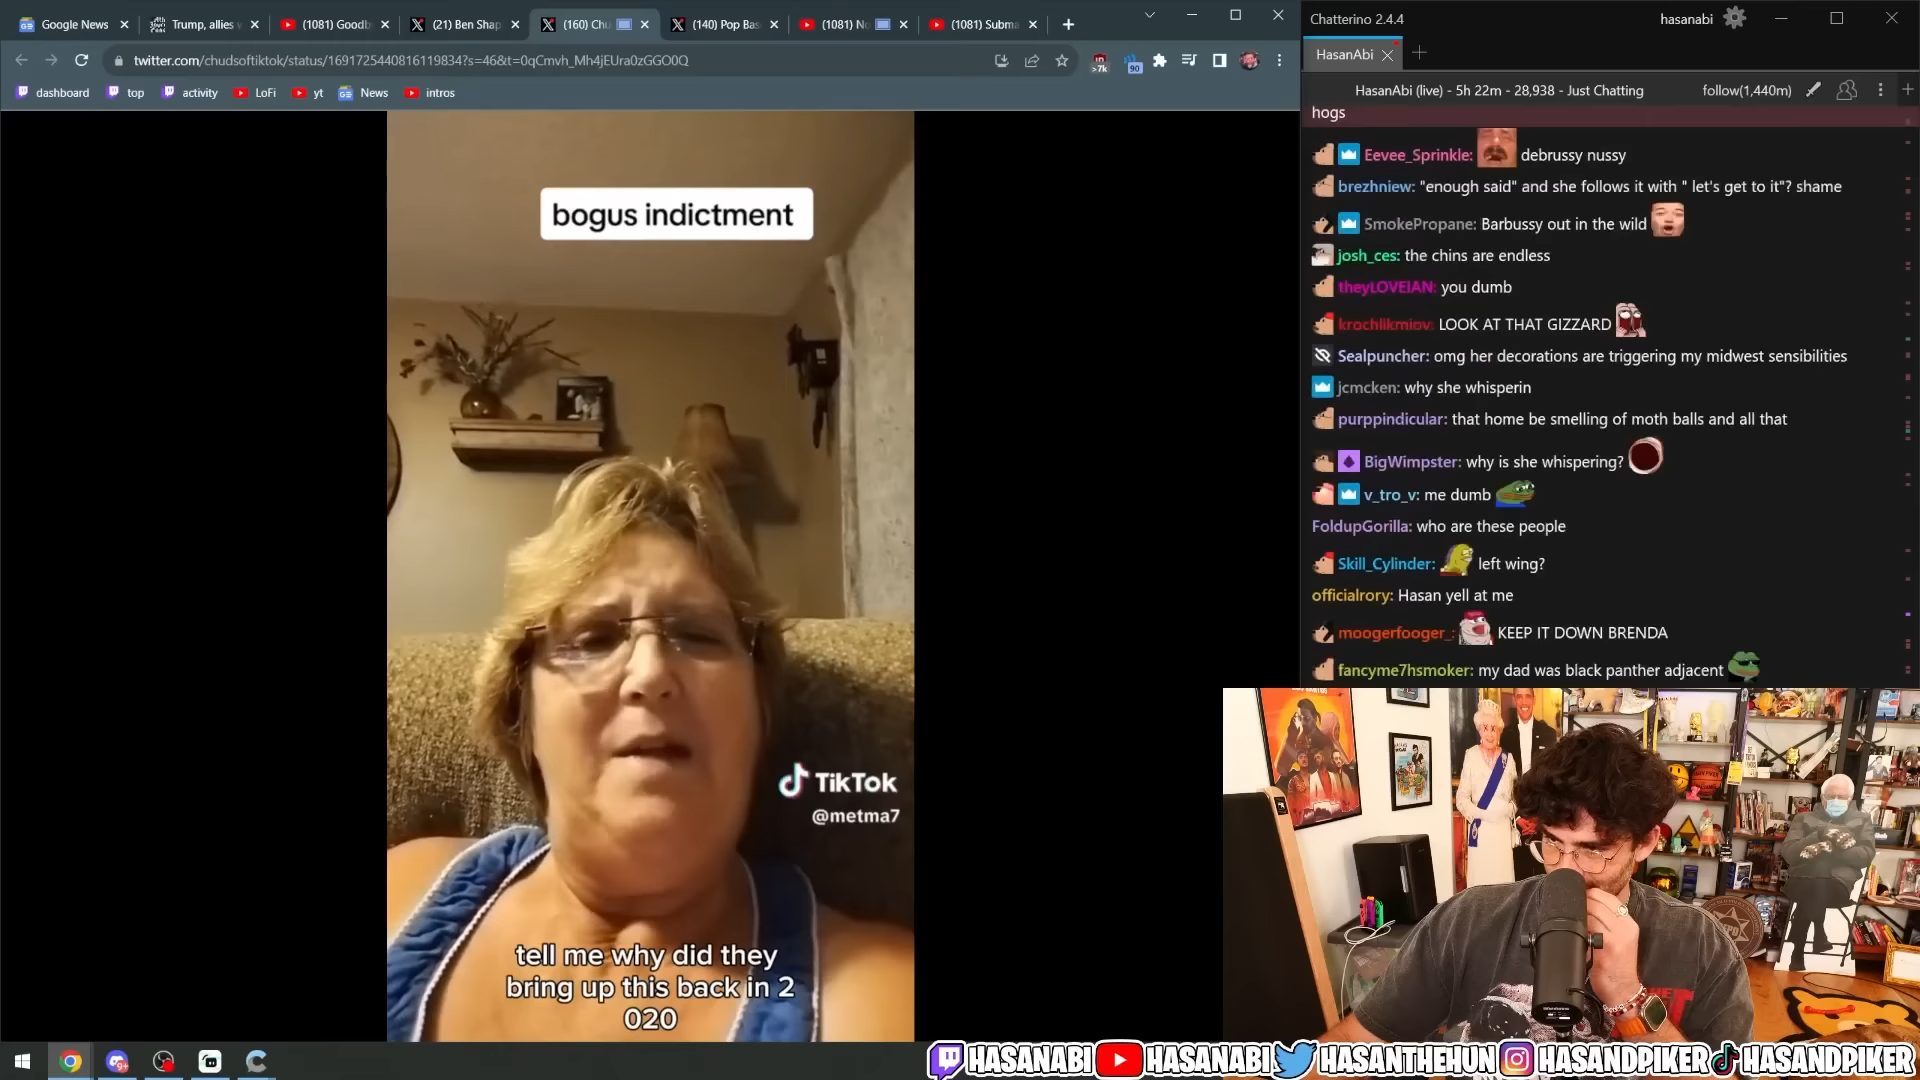 Google News
Trump, allies v
(1081) Goodb
(21) Ben Shap
(160) Chu
(140) Pop Bas
(1081) No
(1081) Subma
twitter.com/chudsoftiktok/status/1691725440816119834?s=46&t=0qCmvh_Mh4jEUra0zGGO0Q
>7k
90
dashboard
top
activity
LoFi
yt
News
intros
bogus indictment
TikTok
@metma7
tell me why did they
bring up this back in 2
020
Chatterino 2.4.4
hasanabi
HasanAbi
HasanAbi (live) - 5h 22m - 28,938 - Just Chatting
follow(1,440m)
hogs
Eevee_Sprinkle: debrussy nussy
brezhniew: "enough said" and she follows it with " let's get to it"? shame
SmokePropane: Barbussy out in the wild
josh_ces: the chins are endless
theyLOVEIAN: you dumb
krochlikmiov: LOOK AT THAT GIZZARD
Sealpuncher: omg her decorations are triggering my midwest sensibilities
jcmcken: why she whisperin
purppindicular: that home be smelling of moth balls and all that
BigWimpster: why is she whispering?
v_tro_v: me dumb
FoldupGorilla: who are these people
Skill_Cylinder: left wing?
officialrory: Hasan yell at me
moogerfooger_: KEEP IT DOWN BRENDA
fancyme7hsmoker: my dad was black panther adjacent
HASANABI
HASANABI
HASANTHEHUN
HASANDPIKER
HASANDPIKER